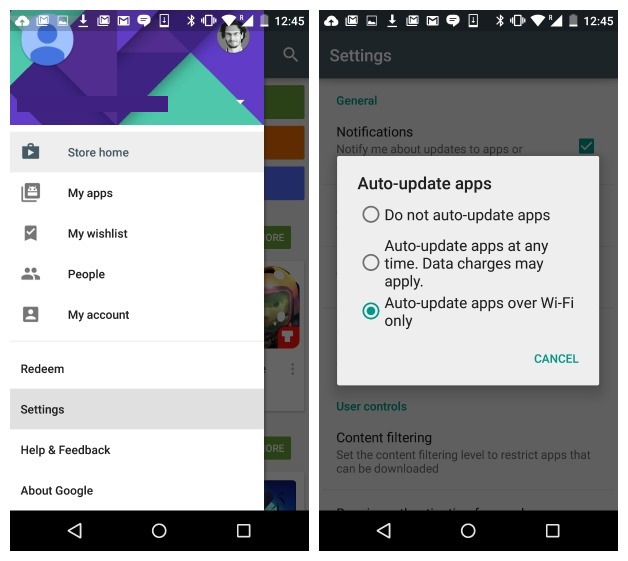 R
12:45
Store home
My apps
My wishlist
People
My account
Redeem
Settings
Help & Feedback
About Google
ORE
ORE
R
12:45
Settings
General
Notifications
Notify me about updates to apps or
Auto-update apps
Do not auto-update apps
Auto-update apps at any
time. Data charges may
apply.
Auto-update apps over Wi-Fi
only
CANCEL
User controls
Content filtering
Set the content filtering level to restrict apps that
can be downloaded